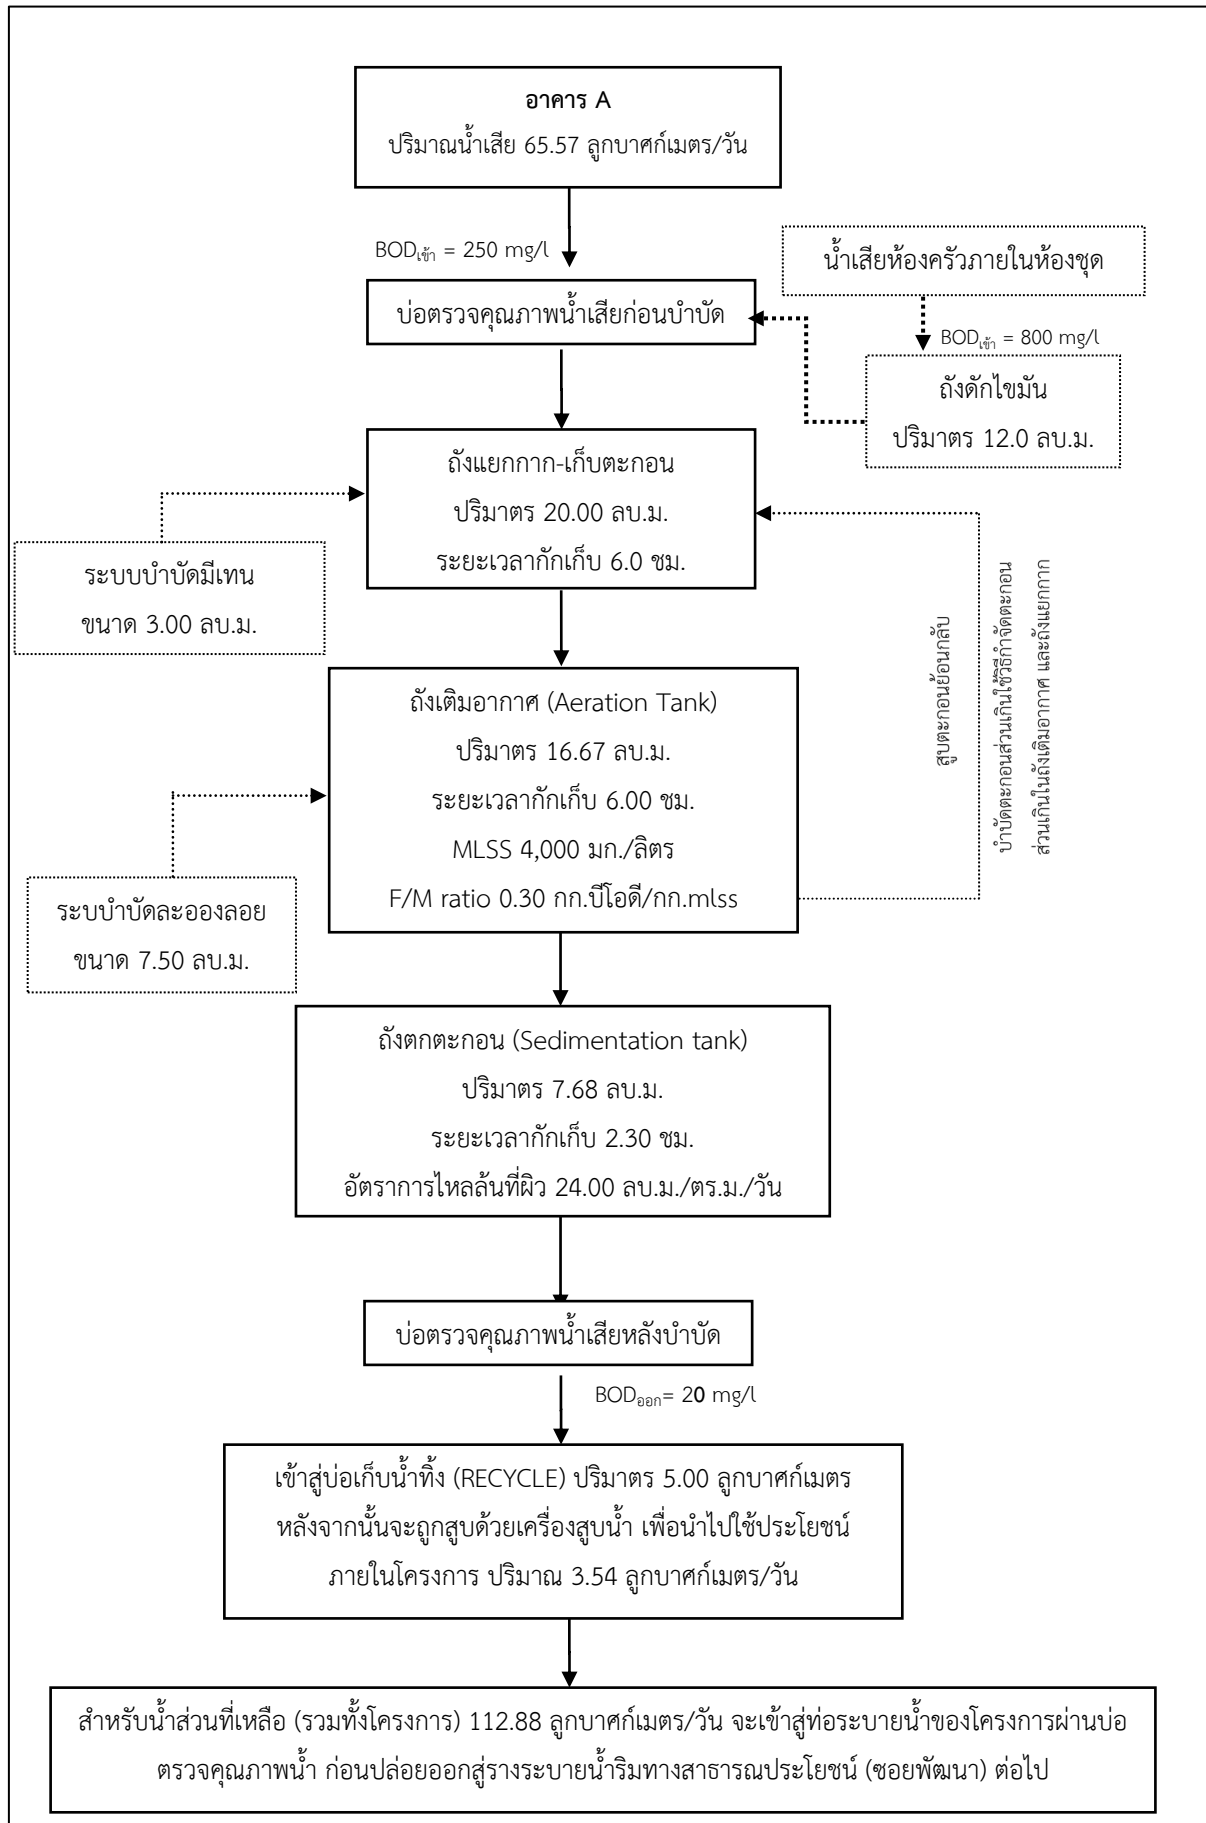 อาคาร A
ปริมาณน้ำเสีย 65.57 ลูกบาศก์เมตร/วัน
BODเข้า = 250 mg/l
น้ำเสียห้องครัวภายในห้องชุด
บ่อตรวจคุณภาพน้ำเสียก่อนบำบัด
BODเข้า = 800 mg/l
ถังดักไขมัน
ปริมาตร 12.0 ลบ.ม.
ถังแยกกาก-เก็บตะกอน
ปริมาตร 20.00 ลบ.ม.
ระยะเวลากักเก็บ 6.0 ชม.
ระบบบำบัดมีเทน
ขนาด 3.00 ลบ.ม.
สูบตะกอนย้อนกลับ
บำบัดตะกอนส่วนเกินใช้วิธีกำจัดตะกอน
ส่วนเกินในถังเติมอากาศ และถังแยกกาก
ถังเติมอากาศ (Aeration Tank)
ปริมาตร 16.67 ลบ.ม.
ระยะเวลากักเก็บ 6.00 ชม.
MLSS 4,000 มก./ลิตร
F/M ratio 0.30 กก.บีโอดี/กก.mlss
ระบบำบัดละอองลอย
ขนาด 7.50 ลบ.ม.
ถังตกตะกอน (Sedimentation tank)
ปริมาตร 7.68 ลบ.ม.
ระยะเวลากักเก็บ 2.30 ชม.
อัตราการไหลล้นที่ผิว 24.00 ลบ.ม./ตร.ม./วัน
บ่อตรวจคุณภาพน้ำเสียหลังบำบัด
BODออก= 20 mg/l
เข้าสู่บ่อเก็บน้ำทิ้ง (RECYCLE) ปริมาตร 5.00 ลูกบาศก์เมตร
หลังจากนั้นจะถูกสูบด้วยเครื่องสูบน้ำ เพื่อนำไปใช้ประโยชน์
ภายในโครงการ ปริมาณ 3.54 ลูกบาศก์เมตร/วัน
สำหรับน้ำส่วนที่เหลือ (รวมทั้งโครงการ) 112.88 ลูกบาศก์เมตร/วัน จะเข้าสู่ท่อระบายน้ำของโครงการผ่านบ่อ
ตรวจคุณภาพน้ำ ก่อนปล่อยออกสู่รางระบายน้ำริมทางสาธารณประโยชน์ (ซอยพัฒนา) ต่อไป